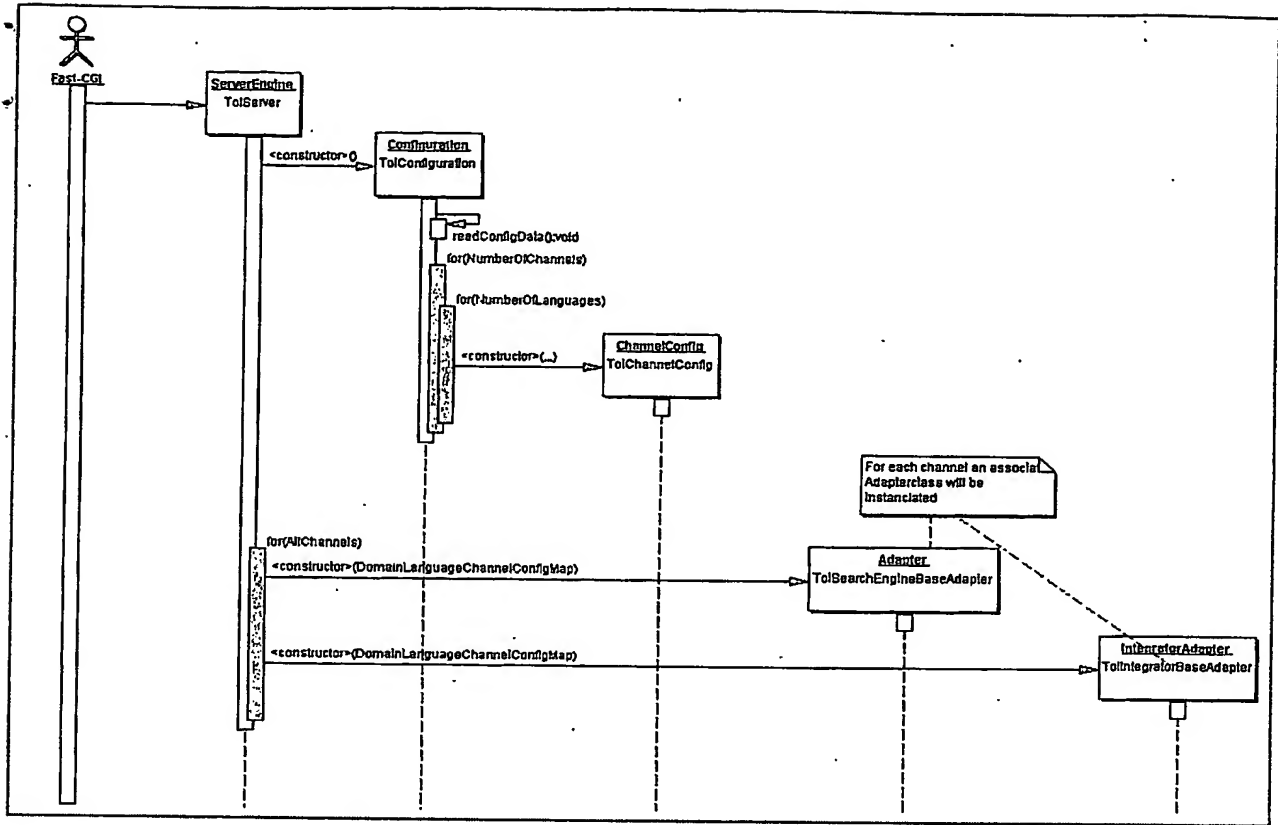 Fast-CGI
ServerEngine
TolServer
<constructor>()
Configuration
TolConfiguration
readConfigData():void
for(NumberOfChannels)
for(NumberOfLanguages)
<constructor>(...)
ChannelConfig
TolChannelConfig
For each channel an associat
Adapterclass will be
instanciated
for(AllChannels)
<constructor>(DomainLanguageChannelConfigMap)
Adapter
TolSearchEngineBaseAdapter
<constructor>(DomainLanguageChannelConfigMap)
IntegratorAdapter
TolIntegratorBaseAdapter